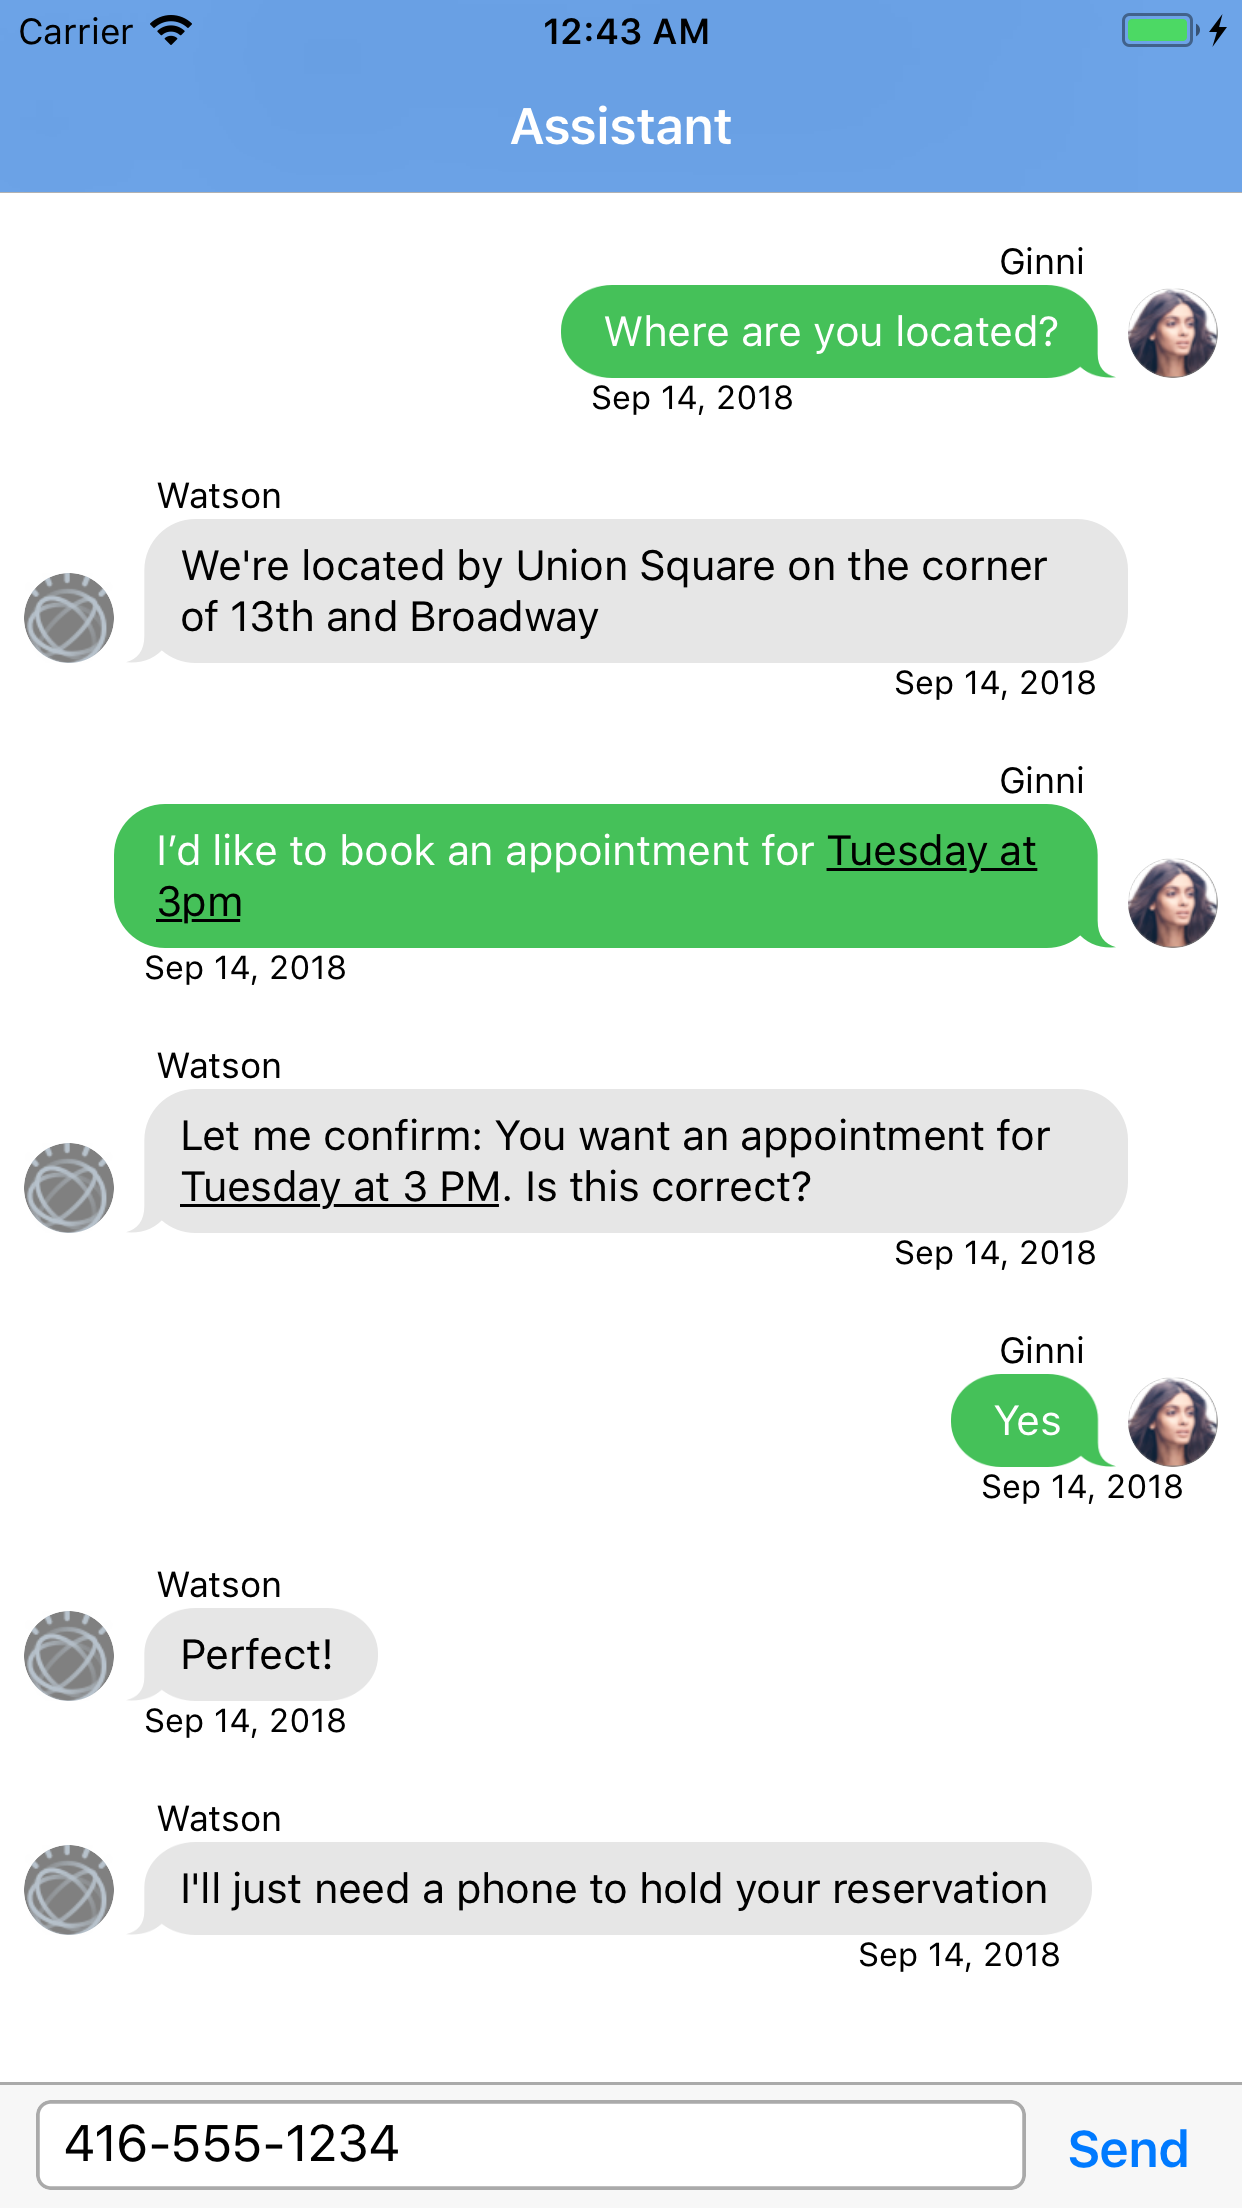 Carrier 12:43 AM
Assistant
Ginni
Where are you located?
Sep 14, 2018
Watson
We're located by Union Square on the corner
of 13th and Broadway
Sep 14, 2018
Ginni
I’d like to book an appointment for Tuesday at
3pm
Sep 14, 2018
Watson
Let me confirm: You want an appointment for
Tuesday at 3 PM. Is this correct?
Sep 14, 2018
Ginni
Yes
Sep 14, 2018
Watson
Perfect!
Sep 14, 2018
Watson
I'll just need a phone to hold your reservation
Sep 14, 2018
416-555-1234 Send